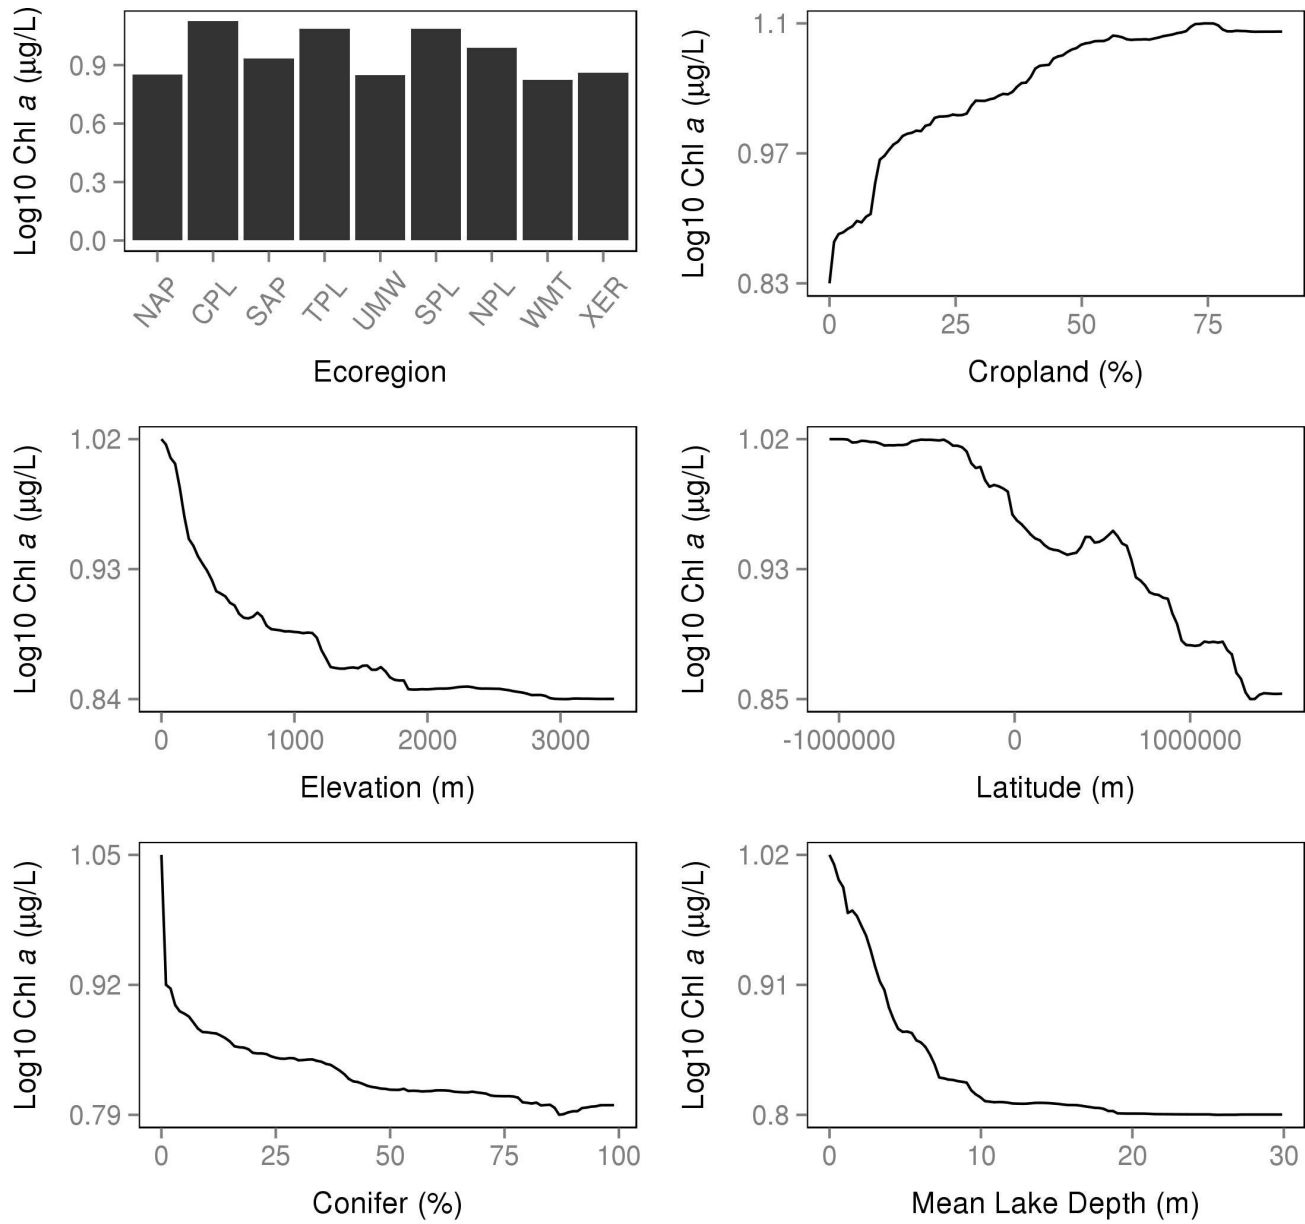 Log10 Chl a (µg/L)
0.9
0.6
0.3
0.0
NAP CPL SAP TPL UMW SPL NPL WMT XER
Ecoregion
Log10 Chl a (µg/L)
1.1
0.97
0.83
0 25 50 75
Cropland (%)
Log10 Chl a (µg/L)
1.02
0.93
0.84
0 1000 2000 3000
Elevation (m)
Log10 Chl a (µg/L)
1.02
0.93
0.85
-1000000 0 1000000
Latitude (m)
Log10 Chl a (µg/L)
1.05
0.92
0.79
0 25 50 75 100
Conifer (%)
Log10 Chl a (µg/L)
1.02
0.91
0.8
0 10 20 30
Mean Lake Depth (m)